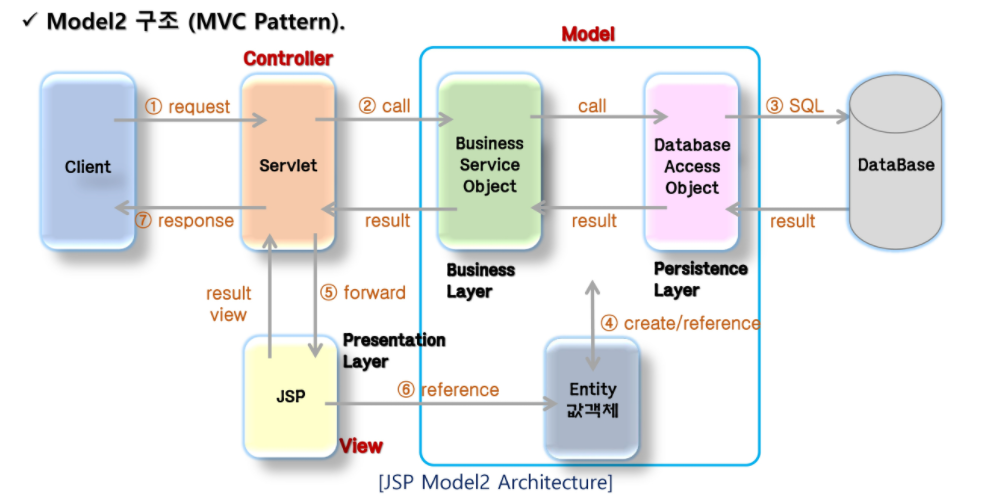 ✓ Model2 구조 (MVC Pattern).
Model
Controller
① request
② call
call
③ SQL
Client
Servlet
Business
Service
Object
Database
Access
Object
DataBase
⑦ response
result
result
result
Business
Layer
Persistence
Layer
result
view
⑤ forward
④ create/reference
Presentation
Layer
JSP
⑥ reference
Entity
값객체
View
[JSP Model2 Architecture]